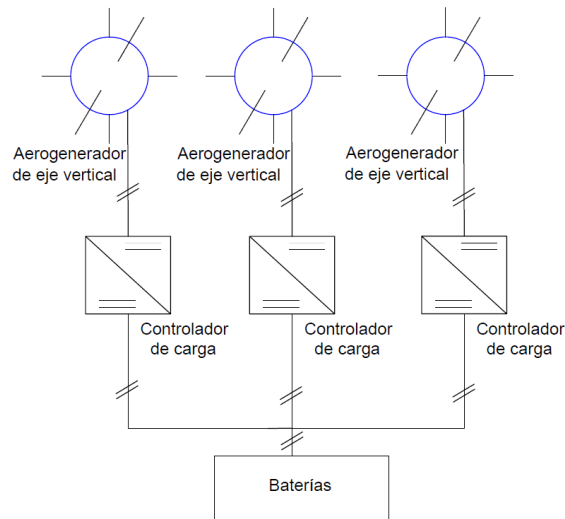 Aerogenerador
de eje vertical
Aerogenerador
de eje vertical
Aerogenerador
de eje vertical
Controlador
de carga
Controlador
de carga
Controlador
de carga
Baterías